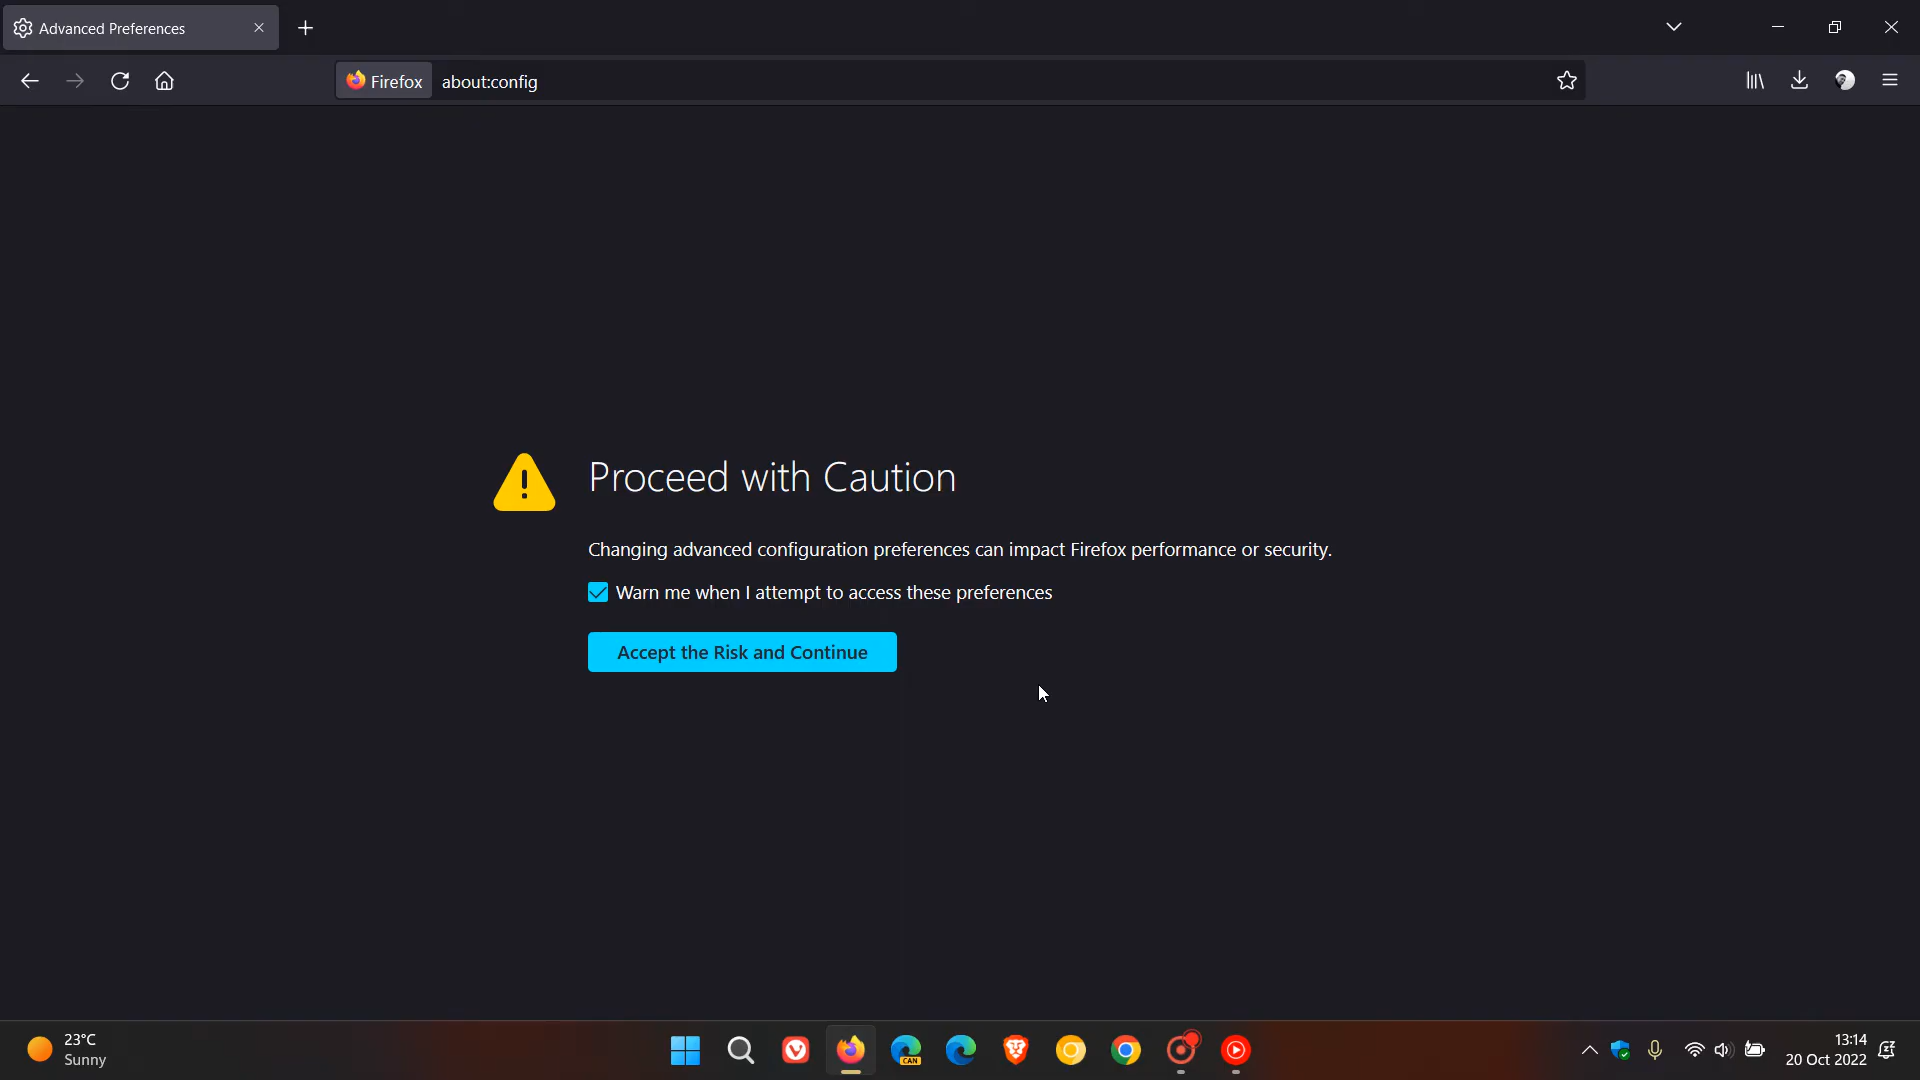 Advanced Preferences
Firefox
about:config
Proceed with Caution
Changing advanced configuration preferences can impact Firefox performance or security.
Warn me when I attempt to access these preferences
Accept the Risk and Continue
23°C
Sunny
CAN
13:14
20 Oct 2022